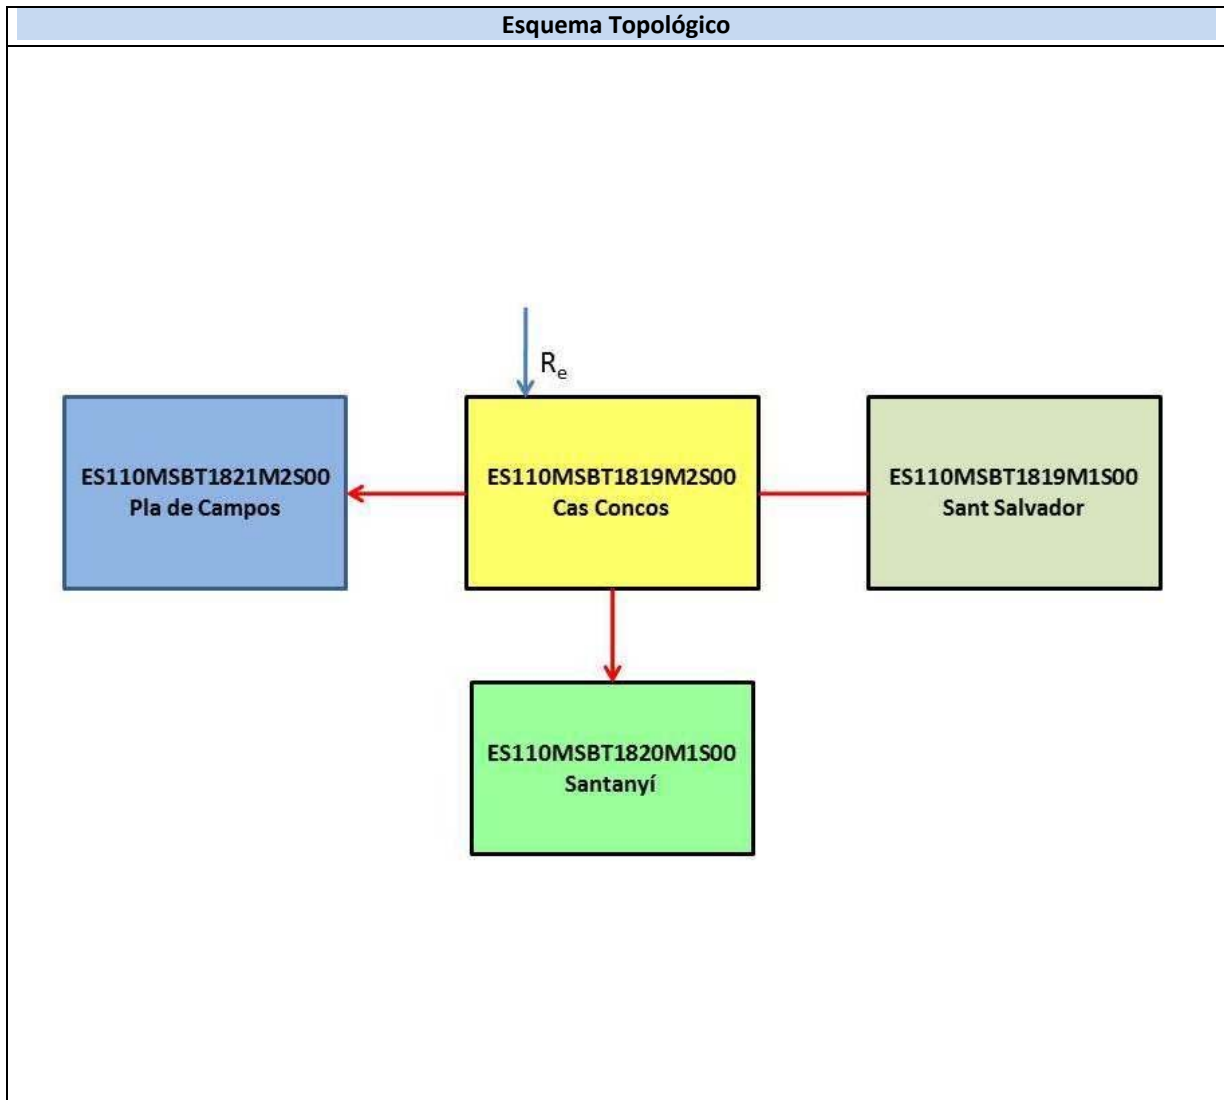 Esquema Topológico
Re
ES110MSBT1821M2S00
Pla de Campos
ES110MSBT1819M2S00
Cas Concos
ES110MSBT1819M1S00
Sant Salvador
ES110MSBT1820M1S00
Santanyí